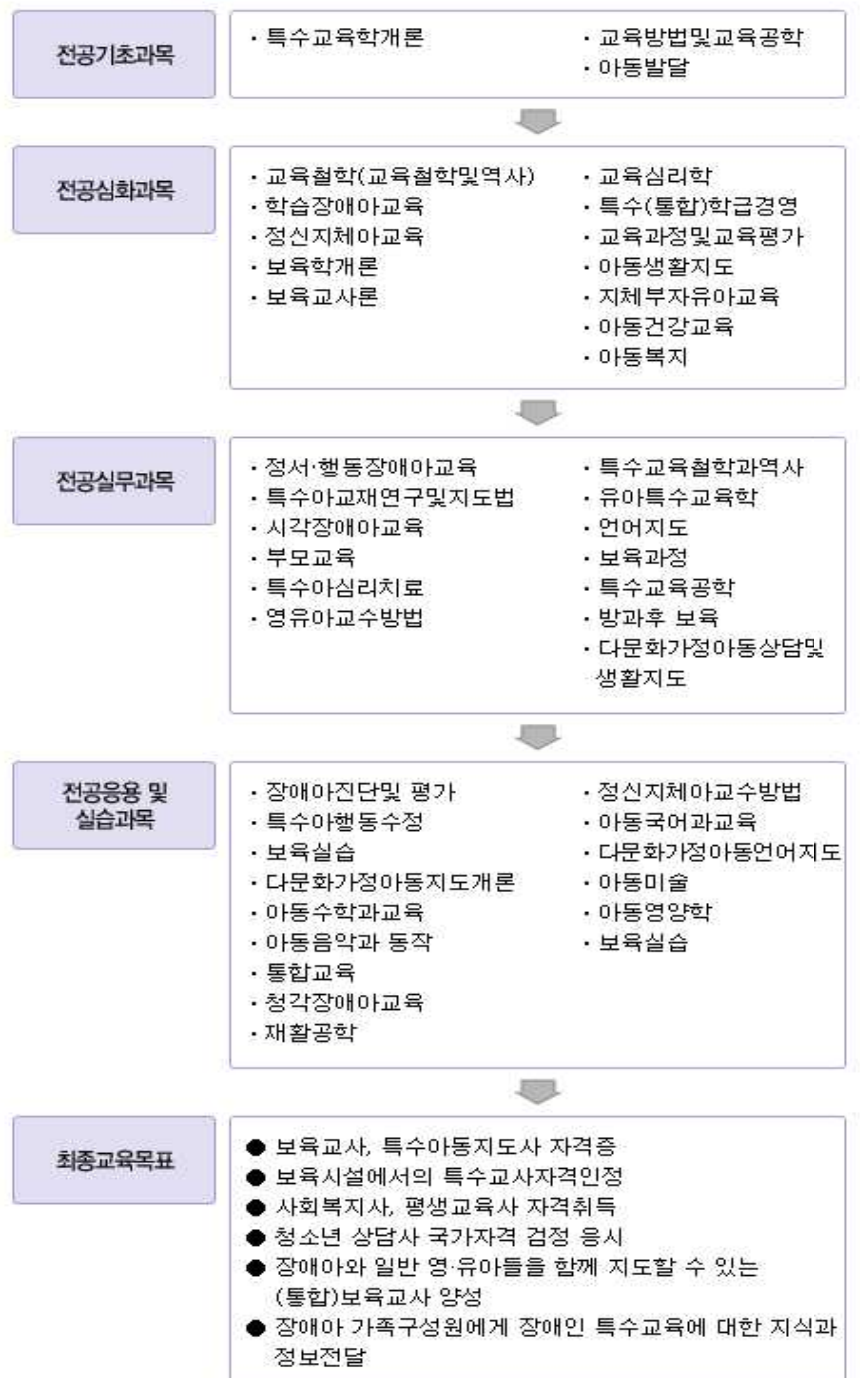 전공기초과목
· 특수교육학개론
· 교육방법및교육공학
· 아동발달
전공심화과목
· 교육철학(교육철학및역사)
· 학습장애아교육
· 정신지체아교육
· 보육학개론
· 보육교사론
· 교육심리학
· 특수(통합)학급경영
· 교육과정및교육평가
· 아동생활지도
· 지체부자유아교육
· 아동건강교육
· 아동복지
전공실무과목
· 정서·행동장애아교육
· 특수아교재연구및지도법
· 시각장애아교육
· 부모교육
· 특수아심리치료
· 영유아교수방법
· 특수교육철학과역사
· 유아특수교육학
· 언어지도
· 보육과정
· 특수교육공학
· 방과후 보육
· 다문화가정아동상담및
생활지도
전공응용 및
실습과목
· 장애아진단및 평가
· 특수아행동수정
· 보육실습
· 다문화가정아동지도개론
· 아동수학과교육
· 아동음악과 동작
· 통합교육
· 청각장애아교육
· 재활공학
· 정신지체아교수방법
· 아동국어과교육
· 다문화가정아동언어지도
· 아동미술
· 아동영양학
· 보육실습
최종교육목표
● 보육교사, 특수아동지도사 자격증
● 보육시설에서의 특수교사자격인정
● 사회복지사, 평생교육사 자격취득
● 청소년 상담사 국가자격 검정 응시
● 장애아와 일반 영·유아들을 함께 지도할 수 있는
(통합)보육교사 양성
● 장애아 가족구성원에게 장애인 특수교육에 대한 지식과
정보전달